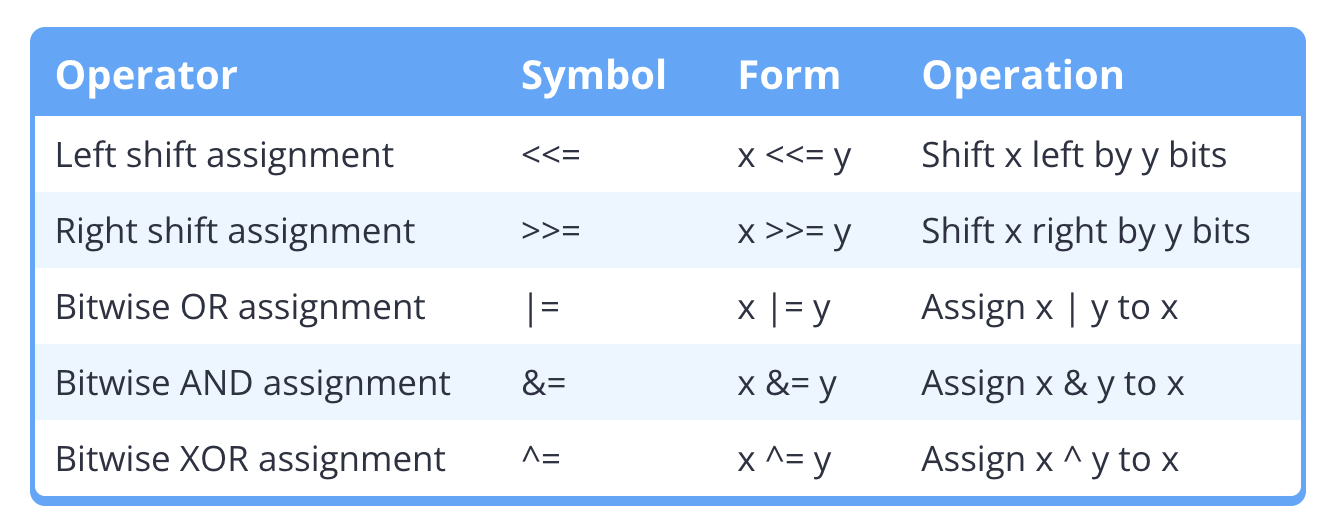 Operator Symbol Form Operation
Left shift assignment <<= x <<= y Shift x left by y bits
Right shift assignment >>= x >>= y Shift x right by y bits
Bitwise OR assignment |= x |= y Assign x | y to x
Bitwise AND assignment &= x &= y Assign x & y to x
Bitwise XOR assignment ^= x ^= y Assign x ^ y to x